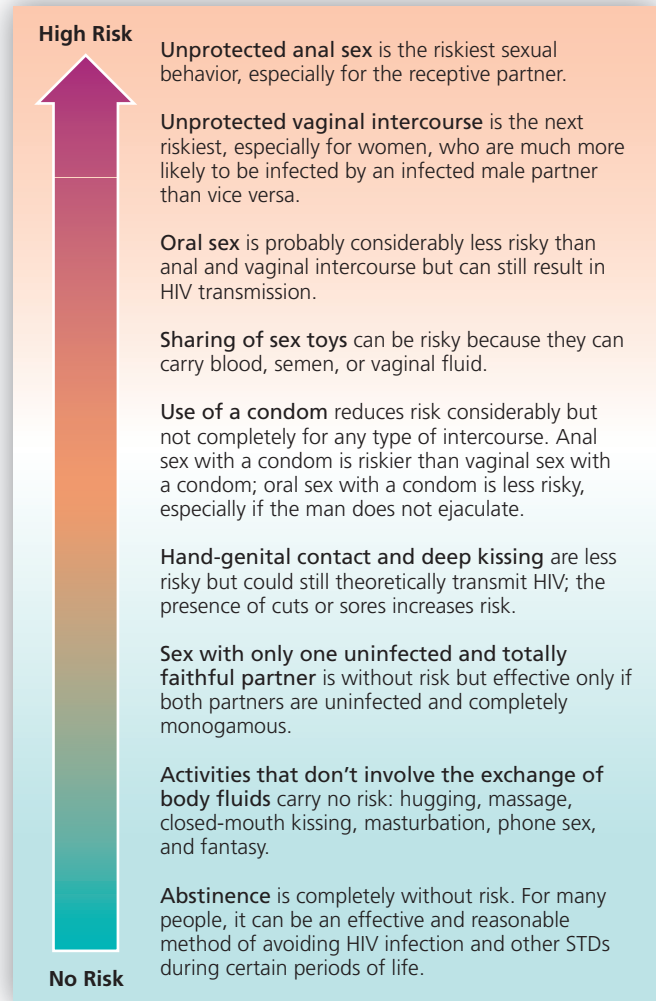 High Risk
Unprotected anal sex is the riskiest sexual
behavior, especially for the receptive partner.
Unprotected vaginal intercourse is the next
riskiest, especially for women, who are much more
likely to be infected by an infected male partner
than vice versa.
Oral sex is probably considerably less risky than
anal and vaginal intercourse but can still result in
HIV transmission.
Sharing of sex toys can be risky because they can
carry blood, semen, or vaginal fluid.
Use of a condom reduces risk considerably but
not completely for any type of intercourse. Anal
sex with a condom is riskier than vaginal sex with
a condom; oral sex with a condom is less risky,
especially if the man does not ejaculate.
Hand-genital contact and deep kissing are less
risky but could still theoretically transmit HIV; the
presence of cuts or sores increases risk.
Sex with only one uninfected and totally
faithful partner is without risk but effective only if
both partners are uninfected and completely
monogamous.
Activities that don’t involve the exchange of
body fluids carry no risk: hugging, massage,
closed-mouth kissing, masturbation, phone sex,
and fantasy.
Abstinence is completely without risk. For many
people, it can be an effective and reasonable
method of avoiding HIV infection and other STDs
during certain periods of life.
No Risk